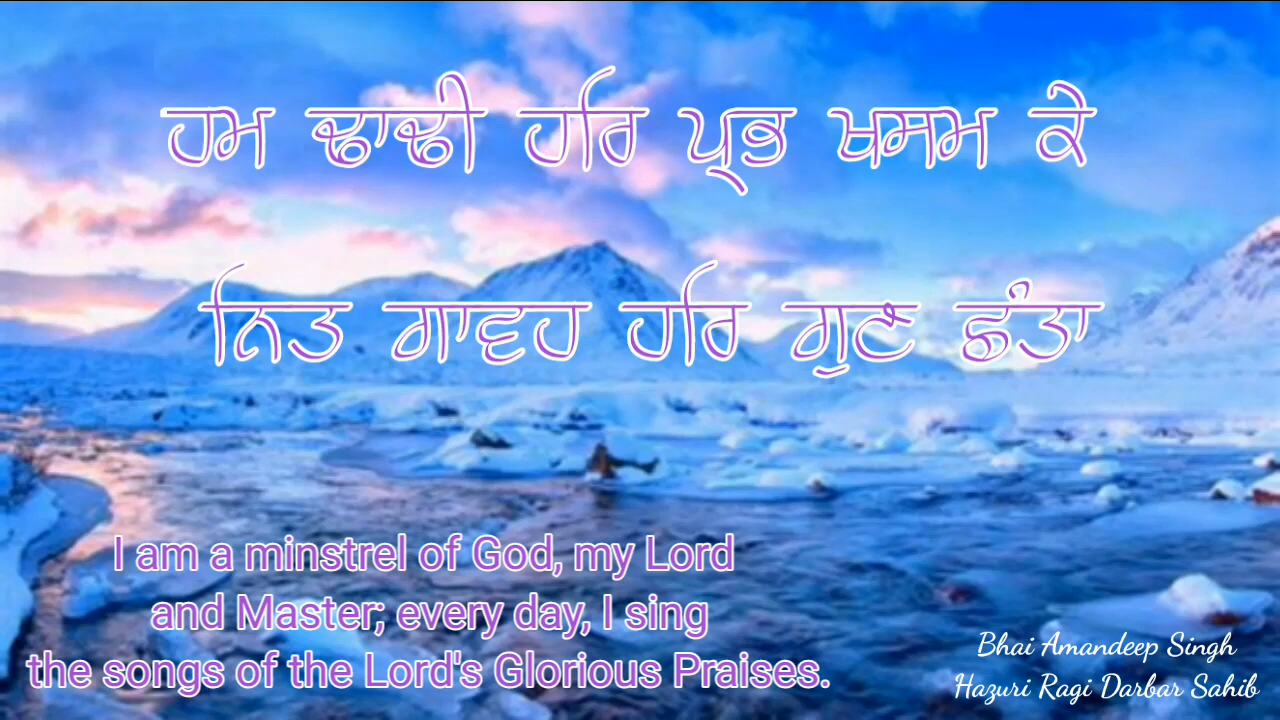 ਹਮ ਢਾਢੀ ਹਰਿ ਪ੍ਰਭ ਖਸਮ ਕੇ
ਨਿਤ ਗਾਵਹ ਹਰਿ ਗੁਣ ਛੰਤਾ
I am a minstrel of God, my Lord
and Master; every day, I sing
the songs of the Lord's Glorious Praises.
Bhai Amandeep Singh
Hazuri Ragi Darbar Sahib